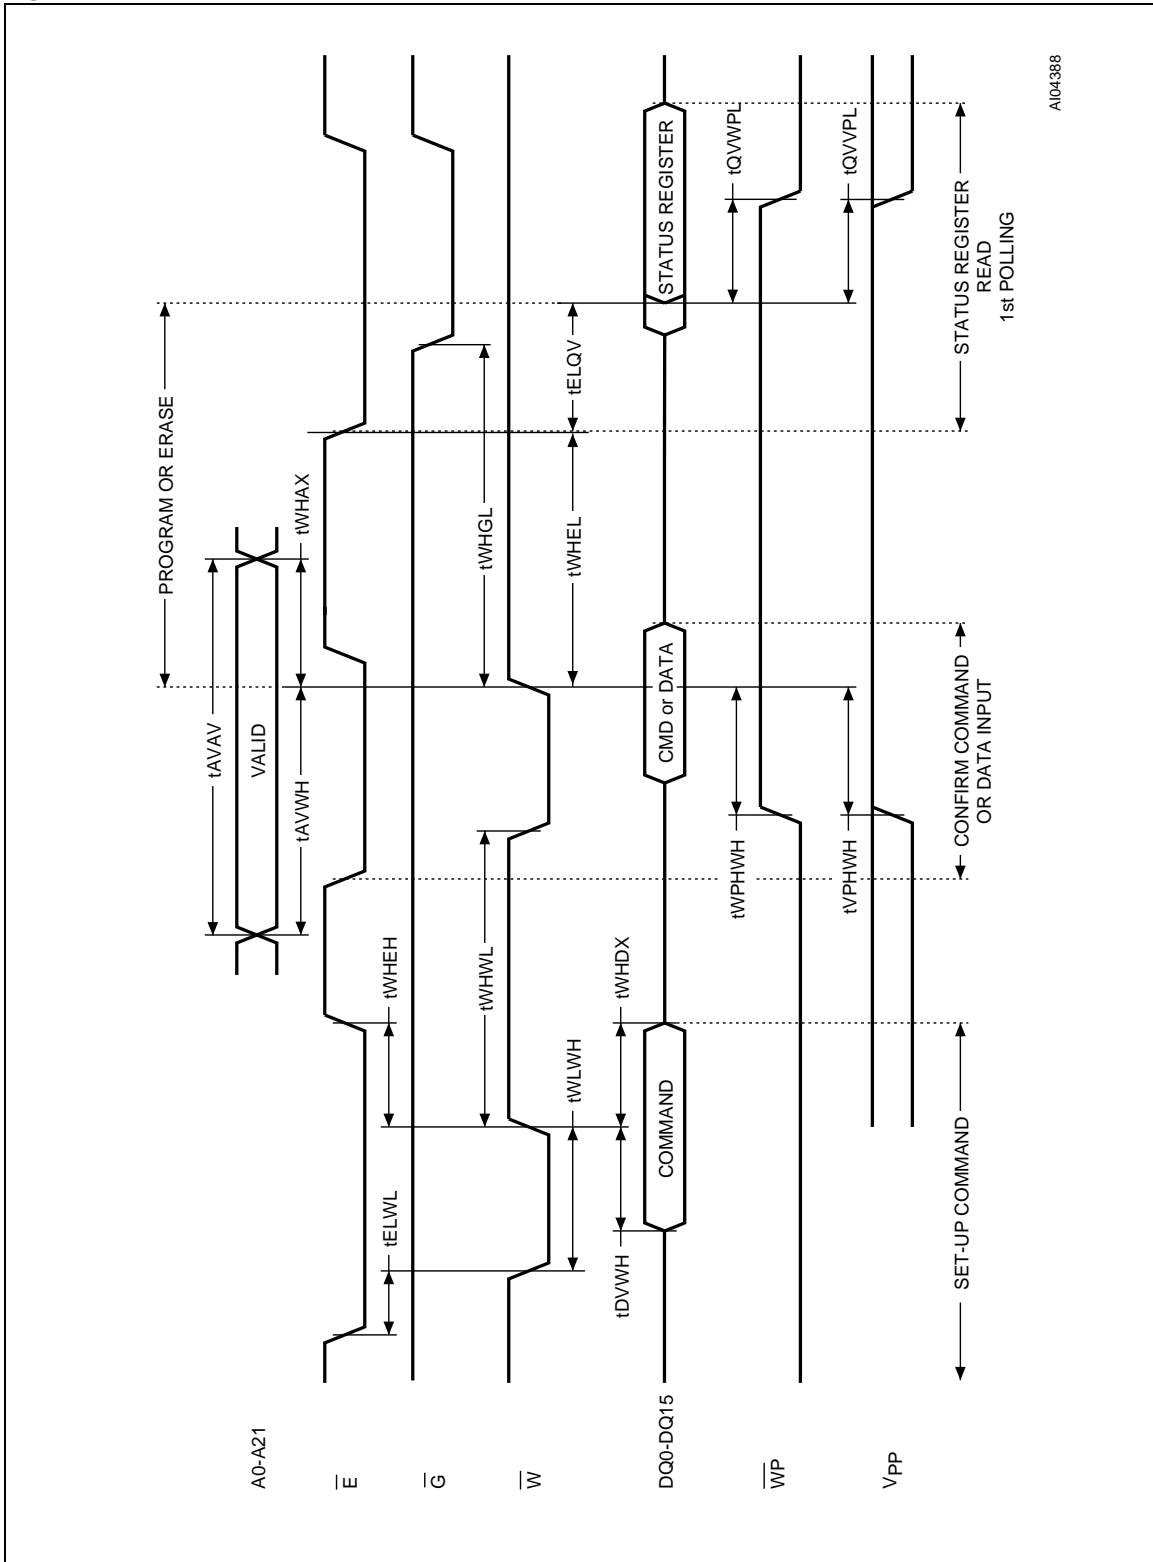 A0-A21
tAVAV
VALID
tAVWH
tWHAX
PROGRAM OR ERASE
E
tELWL
tWHEH
G
tWHWL
tWHGL
W
tWLWH
tWHEL
tELQV
tDVWH
tWHDX
DQ0-DQ15
COMMAND
CMD or DATA
STATUS REGISTER
tWPHWH
tQVWPL
WP
tVPHWH
tQVVPL
VPP
SET-UP COMMAND
CONFIRM COMMAND
OR DATA INPUT
STATUS REGISTER
READ
1st POLLING
AI04388